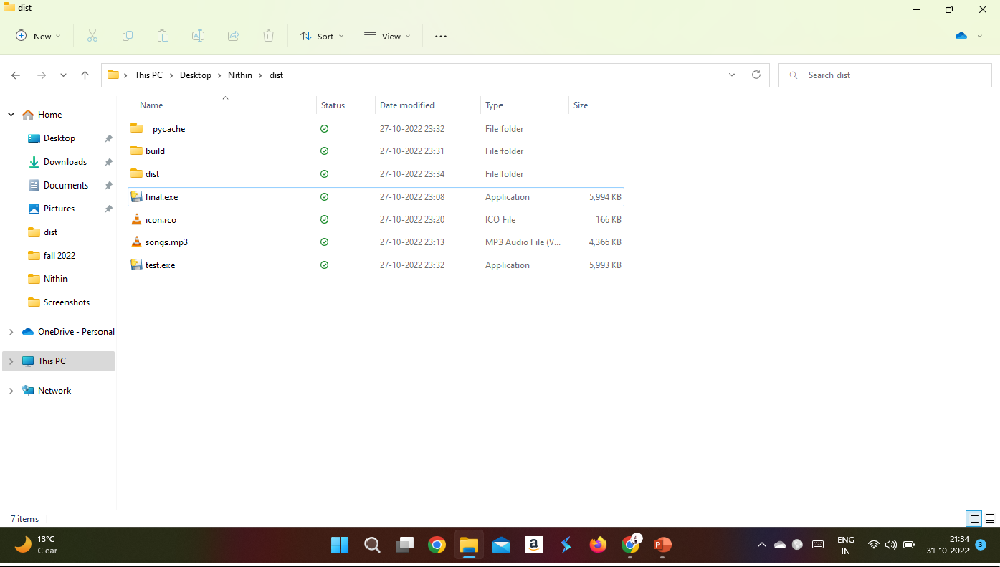 dist
New
Sort
View
This PC > Desktop > Nithin > dist
Search dist
Name Status Date modified Type Size
Home
Desktop
Downloads
Documents
Pictures
dist
fall 2022
Nithin
Screenshots
OneDrive - Personal
This PC
Network
__pycache__ 27-10-2022 23:32 File folder
build 27-10-2022 23:31 File folder
dist 27-10-2022 23:34 File folder
final.exe 27-10-2022 23:08 Application 5,994 KB
icon.ico 27-10-2022 23:20 ICO File 166 KB
songs.mp3 27-10-2022 23:13 MP3 Audio File (V... 4,366 KB
test.exe 27-10-2022 23:32 Application 5,993 KB
7 items
13°C
Clear
ENG
IN
21:34
31-10-2022
3